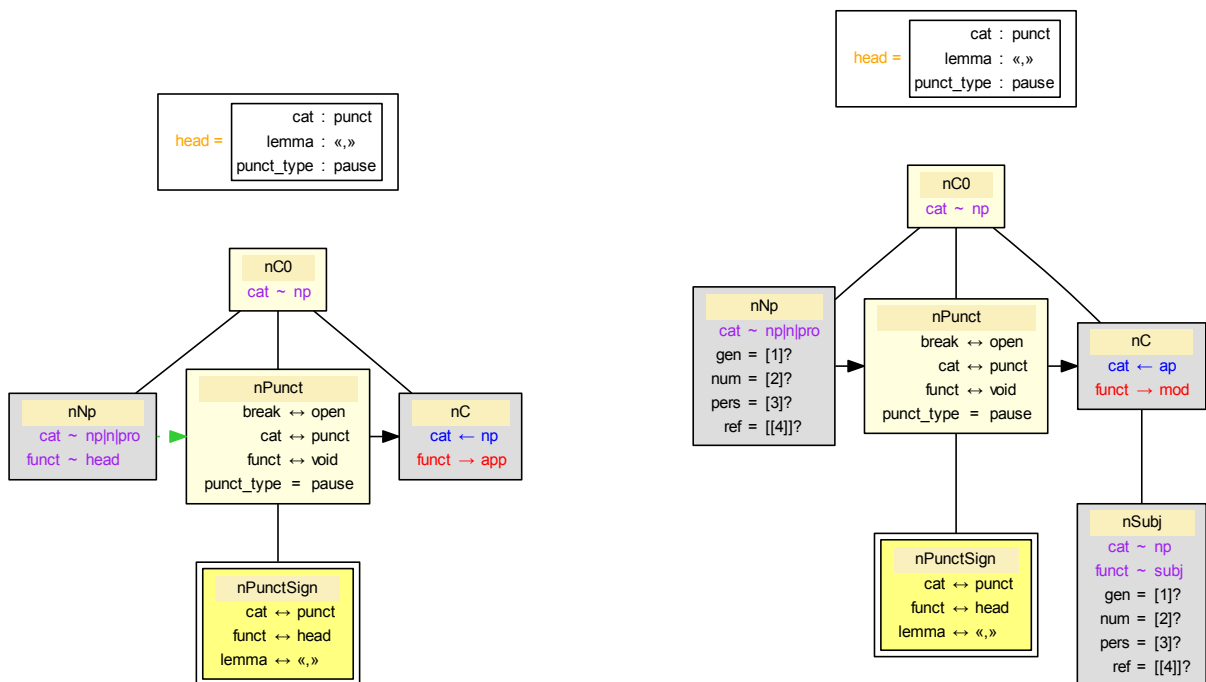 head =
cat : punct
lemma : «,»
punct_type : pause
nC0
cat ~ np
nNp
cat ~ np|n|pro
funct ~ head
nPunct
break ↔ open
cat ↔ punct
funct ↔ void
punct_type = pause
nC
cat ← np
funct → app
nPunctSign
cat ↔ punct
funct ↔ head
lemma ↔ «,»
head =
cat : punct
lemma : «,»
punct_type : pause
nC0
cat ~ np
nNp
cat ~ np|n|pro
gen = [1]?
num = [2]?
pers = [3]?
ref = [[4]]?
nPunct
break ↔ open
cat ↔ punct
funct ↔ void
punct_type = pause
nC
cat ← ap
funct → mod
nPunctSign
cat ↔ punct
funct ↔ head
lemma ↔ «,»
nSubj
cat ~ np
funct ~ subj
gen = [1]?
num = [2]?
pers = [3]?
ref = [[4]]?